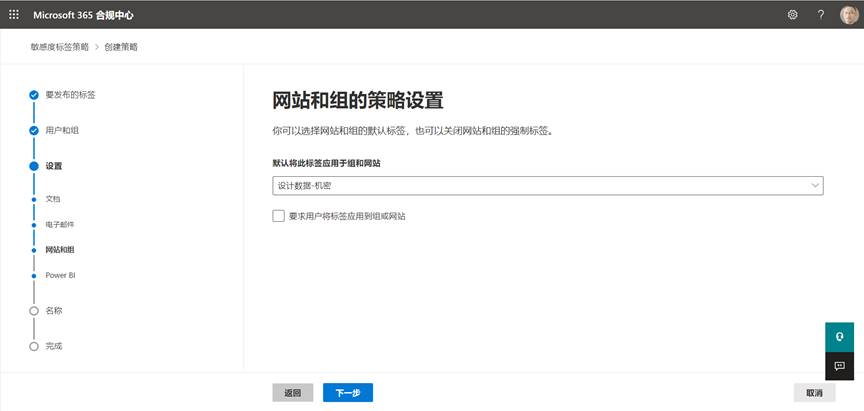 Microsoft 365 合规中心
?
敏感度标签策略 > 创建策略
要发布的标签
用户和组
设置
文档
电子邮件
网站和组
Power BI
名称
完成
网站和组的策略设置
你可以选择网站和组的默认标签，也可以关闭网站和组的强制标签。
默认将此标签应用于组和网站
设计数据-机密
要求用户将标签应用到组或网站
返回
下一步
取消